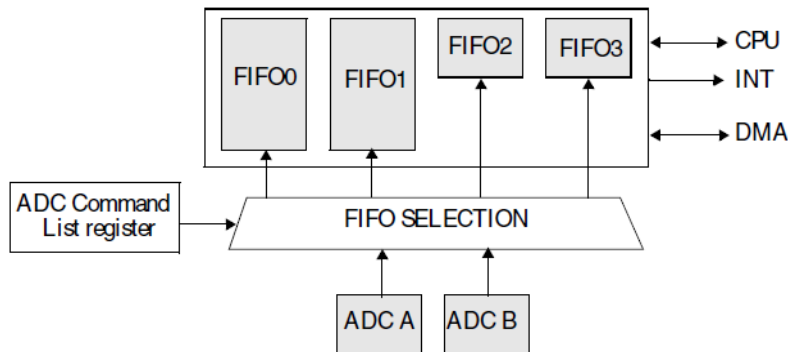 FIFO0
FIFO1
FIFO2
FIFO3
CPU
INT
DMA
ADC Command
List register
FIFO SELECTION
ADC A
ADC B